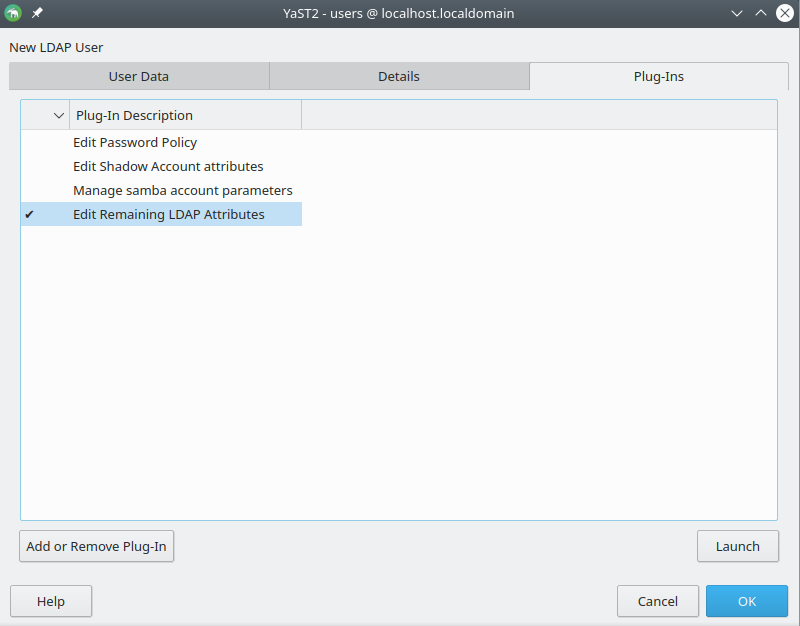 YaST2 - users @ localhost.localdomain
New LDAP User
User Data
Details
Plug-Ins
Plug-In Description
Edit Password Policy
Edit Shadow Account attributes
Manage samba account parameters
✔ Edit Remaining LDAP Attributes
Add or Remove Plug-In
Launch
Help
Cancel
OK